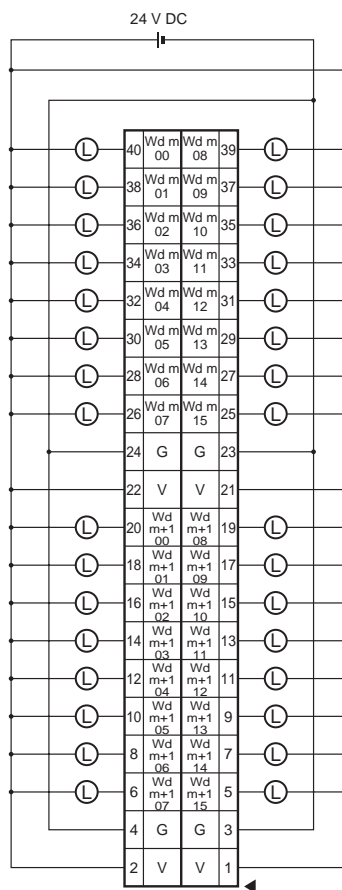 24 V DC
L 40 Wd m 00 Wd m 08 39 L
L 38 Wd m 01 Wd m 09 37 L
L 36 Wd m 02 Wd m 10 35 L
L 34 Wd m 03 Wd m 11 33 L
L 32 Wd m 04 Wd m 12 31 L
L 30 Wd m 05 Wd m 13 29 L
L 28 Wd m 06 Wd m 14 27 L
L 26 Wd m 07 Wd m 15 25 L
24 G G 23
22 V V 21
L 20 Wd m+1 00 Wd m+1 08 19 L
L 18 Wd m+1 01 Wd m+1 09 17 L
L 16 Wd m+1 02 Wd m+1 10 15 L
L 14 Wd m+1 03 Wd m+1 11 13 L
L 12 Wd m+1 04 Wd m+1 12 11 L
L 10 Wd m+1 05 Wd m+1 13 9 L
L 8 Wd m+1 06 Wd m+1 14 7 L
L 6 Wd m+1 07 Wd m+1 15 5 L
4 G G 3
2 V V 1